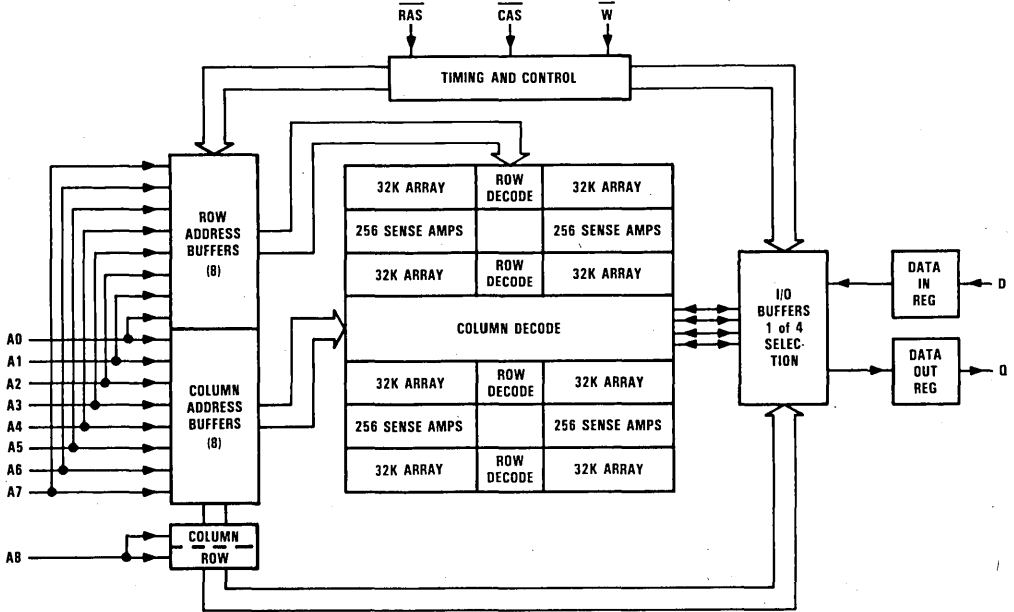 RAS CAS W
TIMING AND CONTROL
ROW
ADDRESS
BUFFERS
(8)
COLUMN
ADDRESS
BUFFERS
(8)
A0
A1
A2
A3
A4
A5
A6
A7
A8
COLUMN
ROW
32K ARRAY ROW DECODE 32K ARRAY
256 SENSE AMPS 256 SENSE AMPS
32K ARRAY ROW DECODE 32K ARRAY
COLUMN DECODE
32K ARRAY ROW DECODE 32K ARRAY
256 SENSE AMPS 256 SENSE AMPS
32K ARRAY ROW DECODE 32K ARRAY
I/O
BUFFERS
1 of 4
SELEC-
TION
DATA
IN
REG
D
DATA
OUT
REG
Q